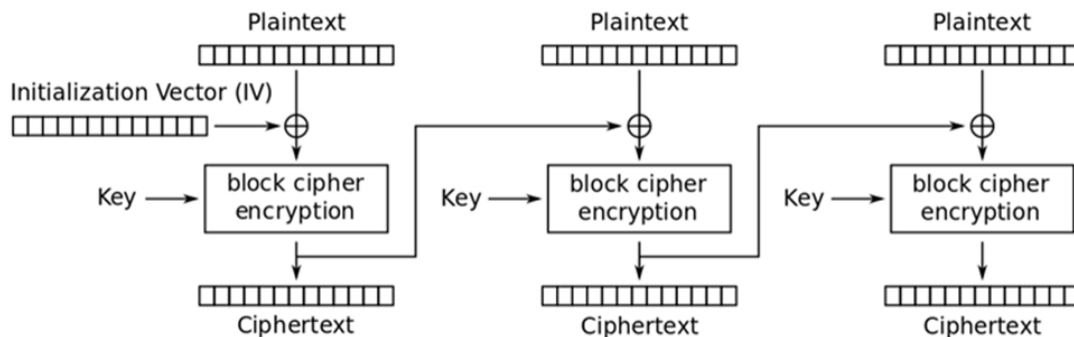 Plaintext
Plaintext
Plaintext
Initialization Vector (IV)
Key
block cipher
encryption
Key
block cipher
encryption
Key
block cipher
encryption
Ciphertext
Ciphertext
Ciphertext